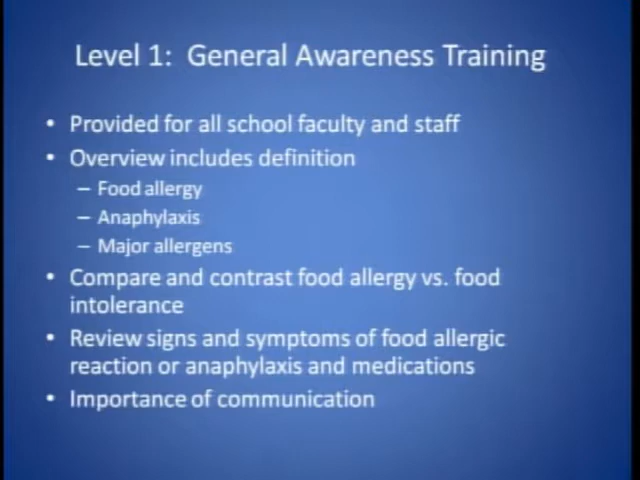 Level 1:  General Awareness Training
• Provided for all school faculty and staff
• Overview includes definition
– Food allergy
– Anaphylaxis
– Major allergens
• Compare and contrast food allergy vs. food
intolerance
• Review signs and symptoms of food allergic
reaction or anaphylaxis and medications
• Importance of communication